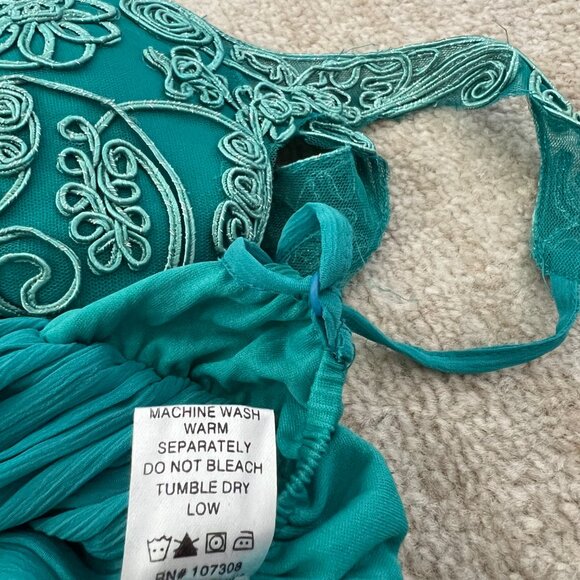 MACHINE WASH
WARM
SEPARATELY
DO NOT BLEACH
TUMBLE DRY
LOW
RN# 107308